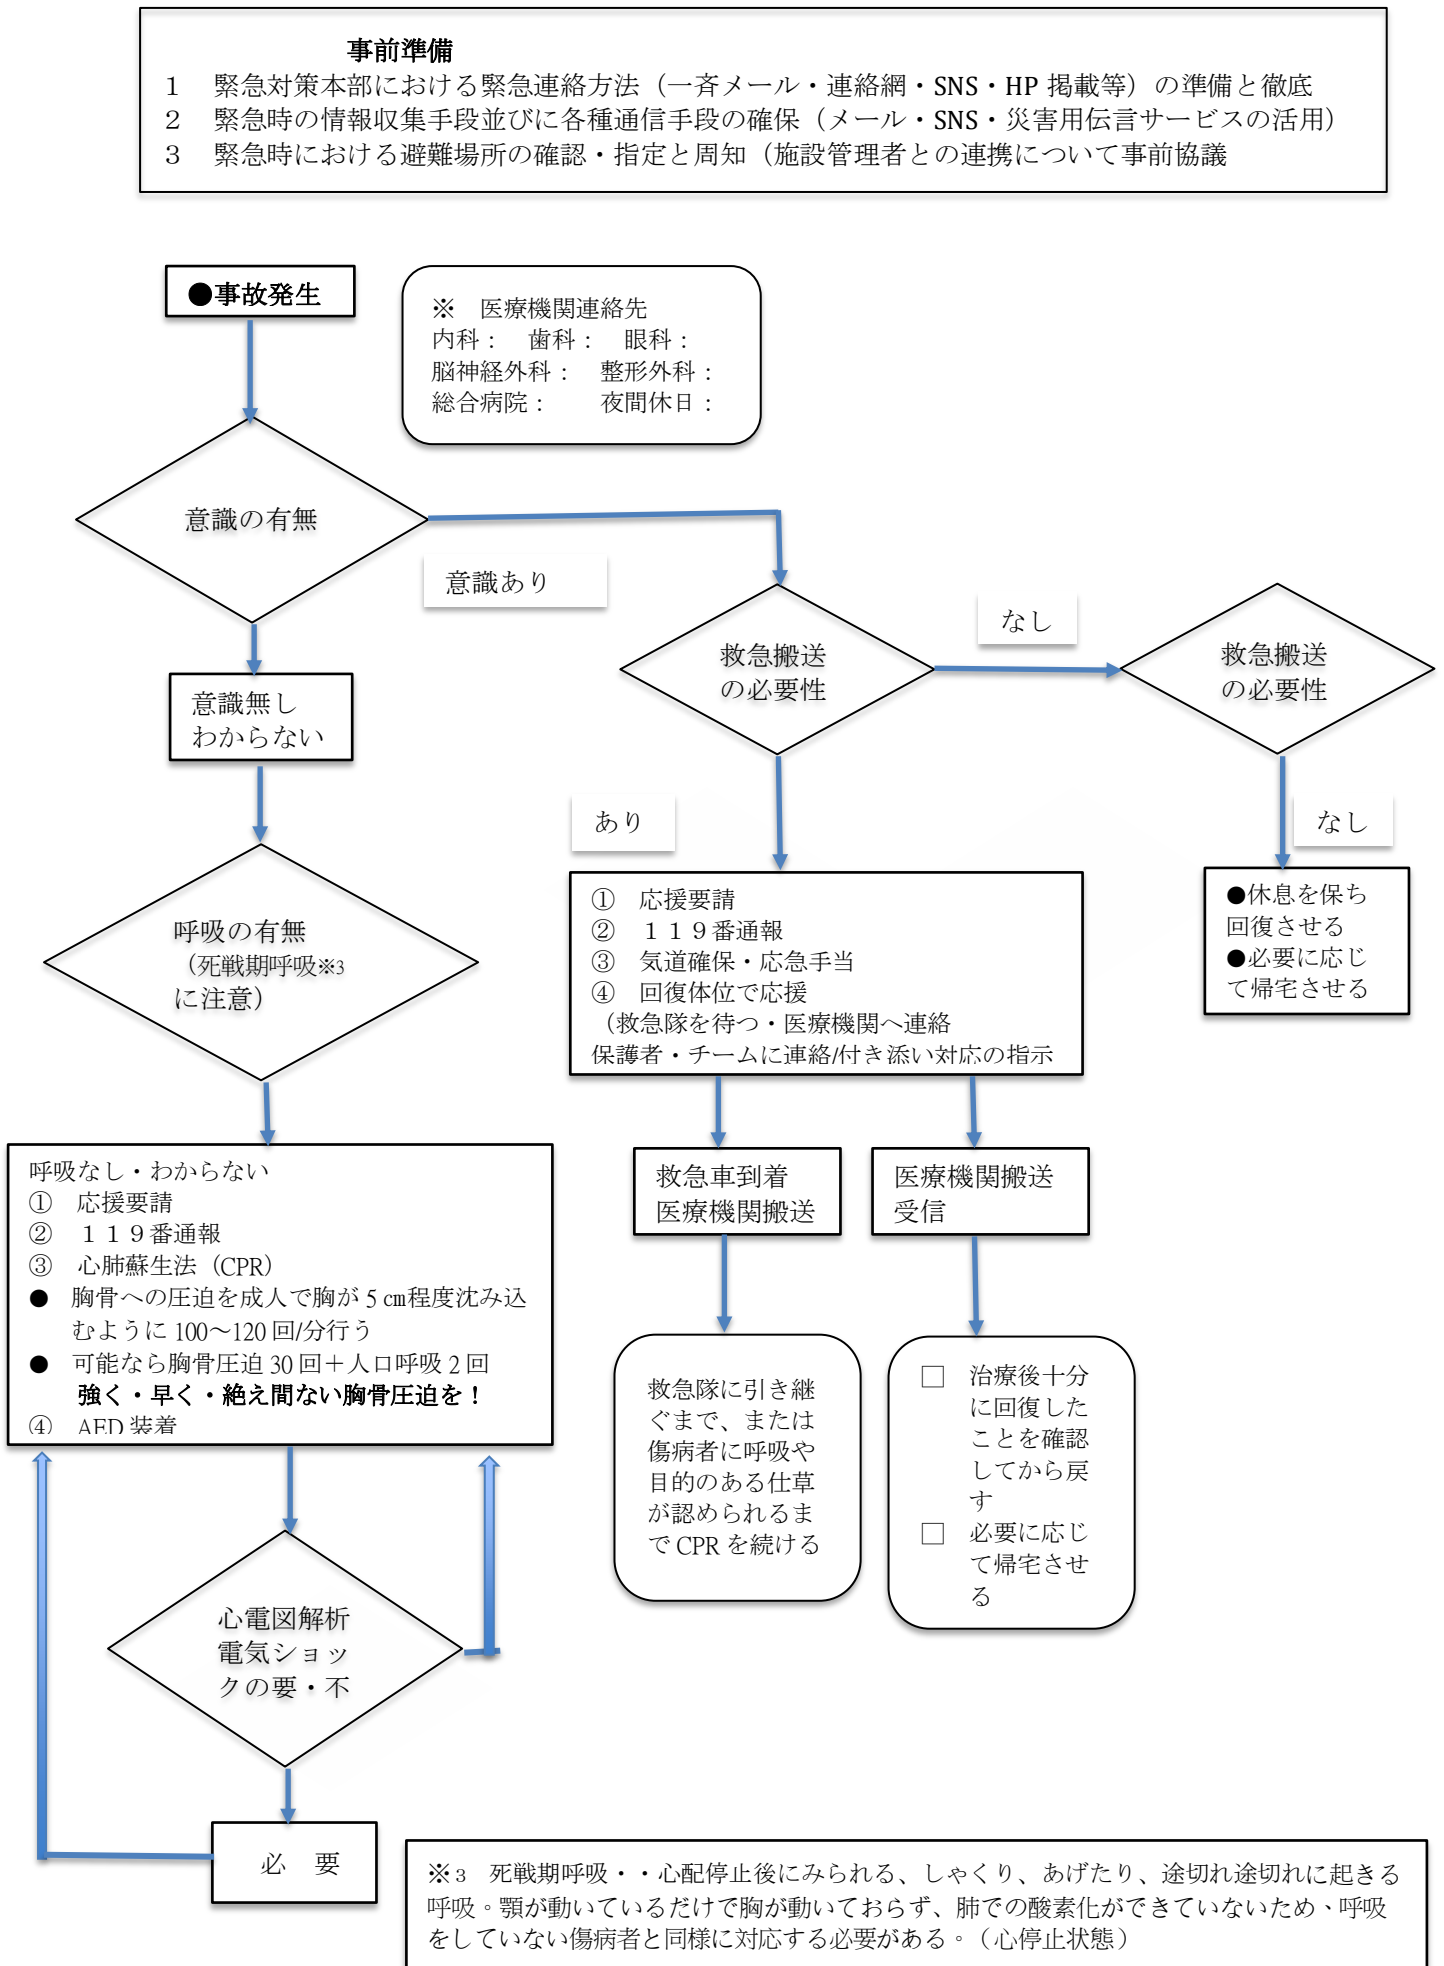 事前準備
1 緊急対策本部における緊急連絡方法（一斉メール・連絡網・SNS・HP 掲載等）の準備と徹底
2 緊急時の情報収集手段並びに各種通信手段の確保（メール・SNS・災害用伝言サービスの活用）
3 緊急時における避難場所の確認・指定と周知（施設管理者との連携について事前協議
●事故発生
※ 医療機関連絡先
内科： 歯科： 眼科：
脳神経外科： 整形外科：
総合病院： 夜間休日：
意識の有無
意識あり
救急搬送
の必要性
なし
救急搬送
の必要性
意識無し
わからない
あり
なし
呼吸の有無
（死戦期呼吸※3
に注意）
① 応援要請
② １１９番通報
③ 気道確保・応急手当
④ 回復体位で応援
（救急隊を待つ・医療機関へ連絡
保護者・チームに連絡/付き添い対応の指示
●休息を保ち
回復させる
●必要に応じ
て帰宅させる
呼吸なし・わからない
① 応援要請
② １１９番通報
③ 心肺蘇生法（CPR）
● 胸骨への圧迫を成人で胸が 5 ㎝程度沈み込
むように 100～120 回/分行う
● 可能なら胸骨圧迫 30 回＋人口呼吸 2 回
強く・早く・絶え間ない胸骨圧迫を！
④ AED 装着
救急車到着
医療機関搬送
医療機関搬送
受信
救急隊に引き継
ぐまで、または
傷病者に呼吸や
目的のある仕草
が認められるま
で CPR を続ける
□ 治療後十分
に回復した
ことを確認
してから戻
す
□ 必要に応じ
て帰宅させ
る
心電図解析
電気ショッ
クの要・不
必 要
※3 死戦期呼吸・・心配停止後にみられる、しゃくり、あげたり、途切れ途切れに起きる
呼吸。顎が動いているだけで胸が動いておらず、肺での酸素化ができていないため、呼吸
をしていない傷病者と同様に対応する必要がある。（心停止状態）